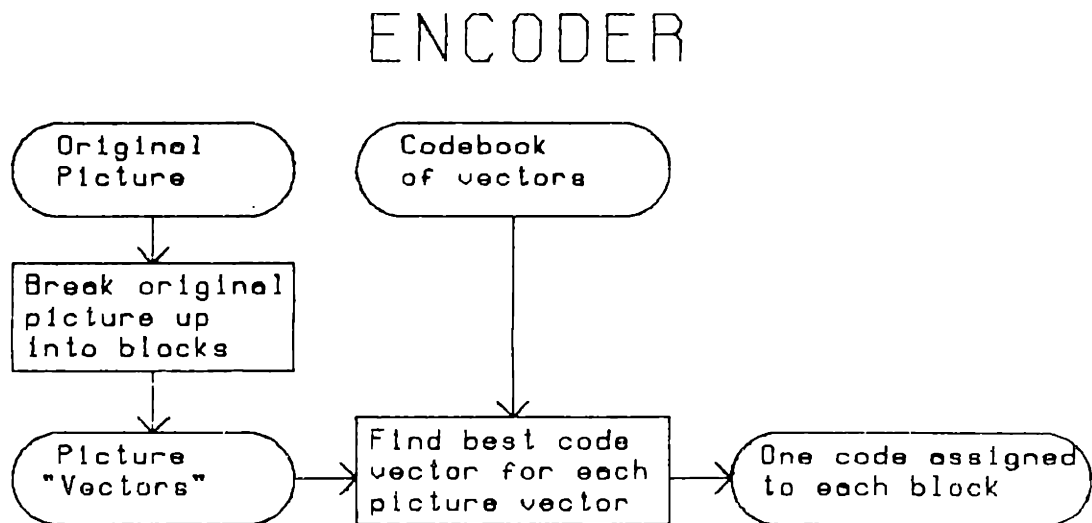 ENCODER
Original
Picture
Codebook
of vectors
Break original
picture up
into blocks
Picture
"Vectors"
Find best code
vector for each
picture vector
One code assigned
to each block